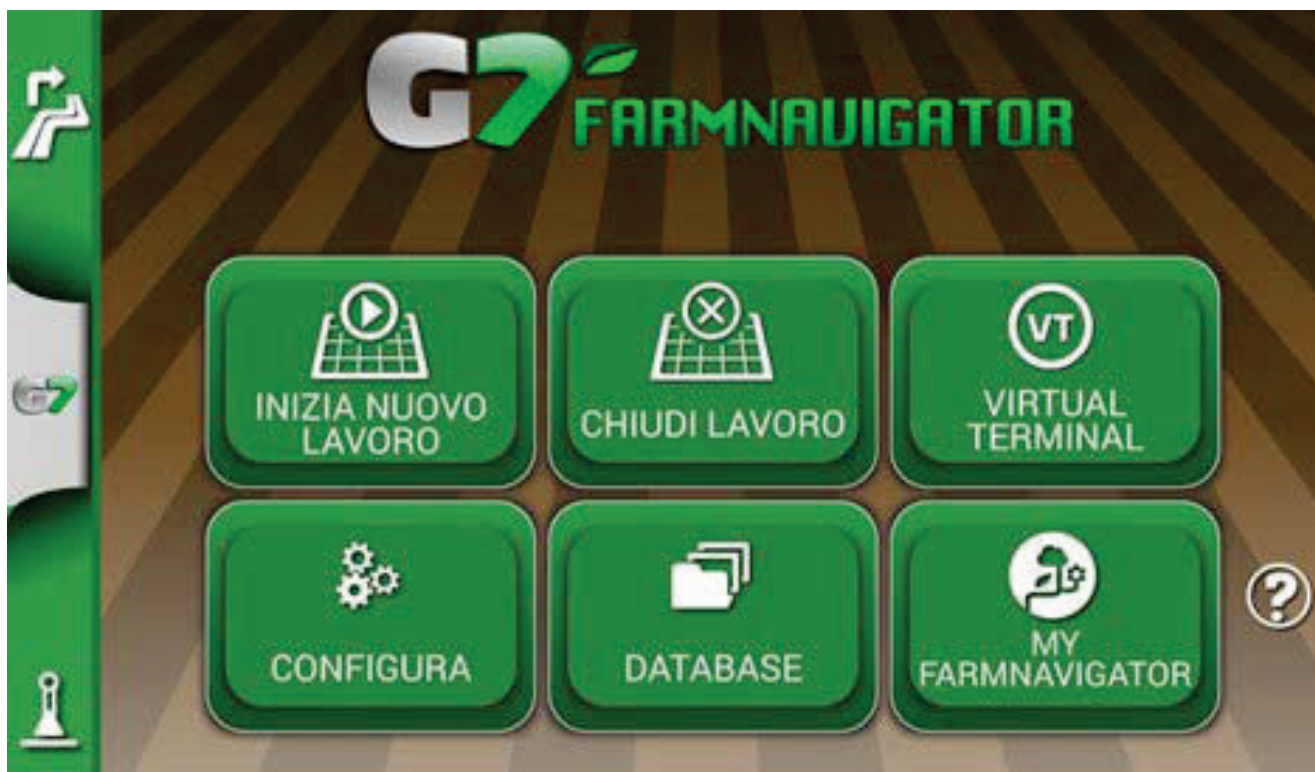 G7 FARMNAVIGATOR
G7
INIZIA NUOVO
LAVORO
CHIUDI LAVORO
VT
VIRTUAL
TERMINAL
CONFIGURA
DATABASE
MY
FARMNAVIGATOR
?